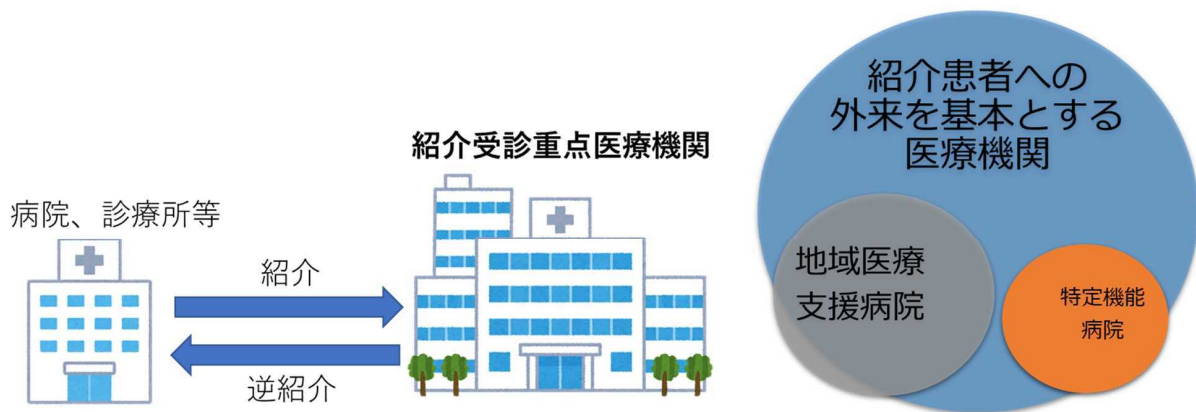 病院、診療所等
紹介
逆紹介
紹介受診重点医療機関
紹介患者への
外来を基本とする
医療機関
地域医療
支援病院
特定機能
病院